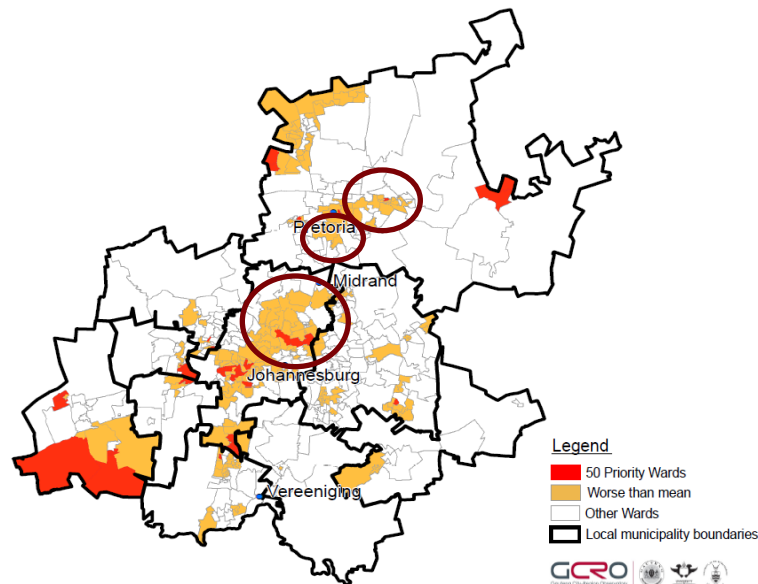 Pretoria
Midrand
Johannesburg
Vereeniging
Legend
50 Priority Wards
Worse than mean
Other Wards
Local municipality boundaries
GCRO